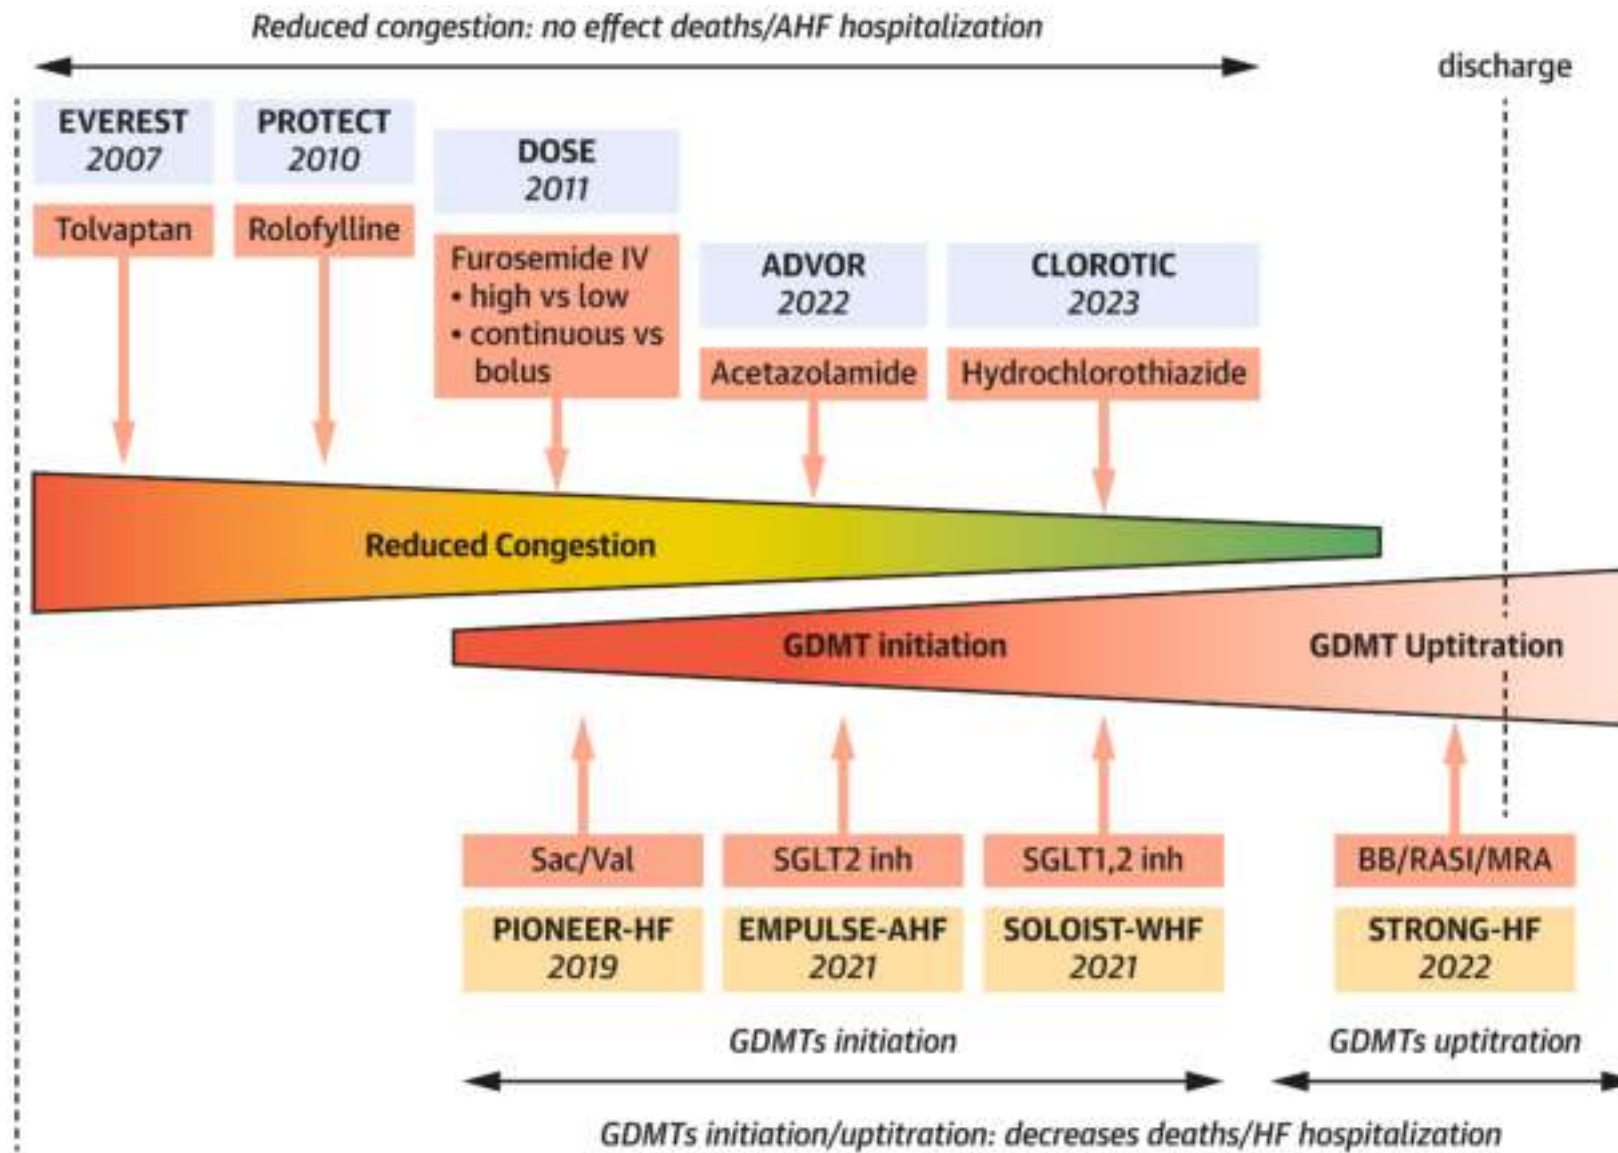 Reduced congestion: no effect deaths/AHF hospitalization
discharge
EVEREST
2007
PROTECT
2010
DOSE
2011
Tolvaptan
Rolofylline
Furosemide IV
• high vs low
• continuous vs
bolus
ADVOR
2022
CLOROTIC
2023
Acetazolamide
Hydrochlorothiazide
Reduced Congestion
GDMT initiation
GDMT Uptitration
Sac/Val
SGLT2 inh
SGLT1,2 inh
BB/RASI/MRA
PIONEER-HF
2019
EMPULSE-AHF
2021
SOLOIST-WHF
2021
STRONG-HF
2022
GDMTs initiation
GDMTs uptitration
GDMTs initiation/uptitration: decreases deaths/HF hospitalization